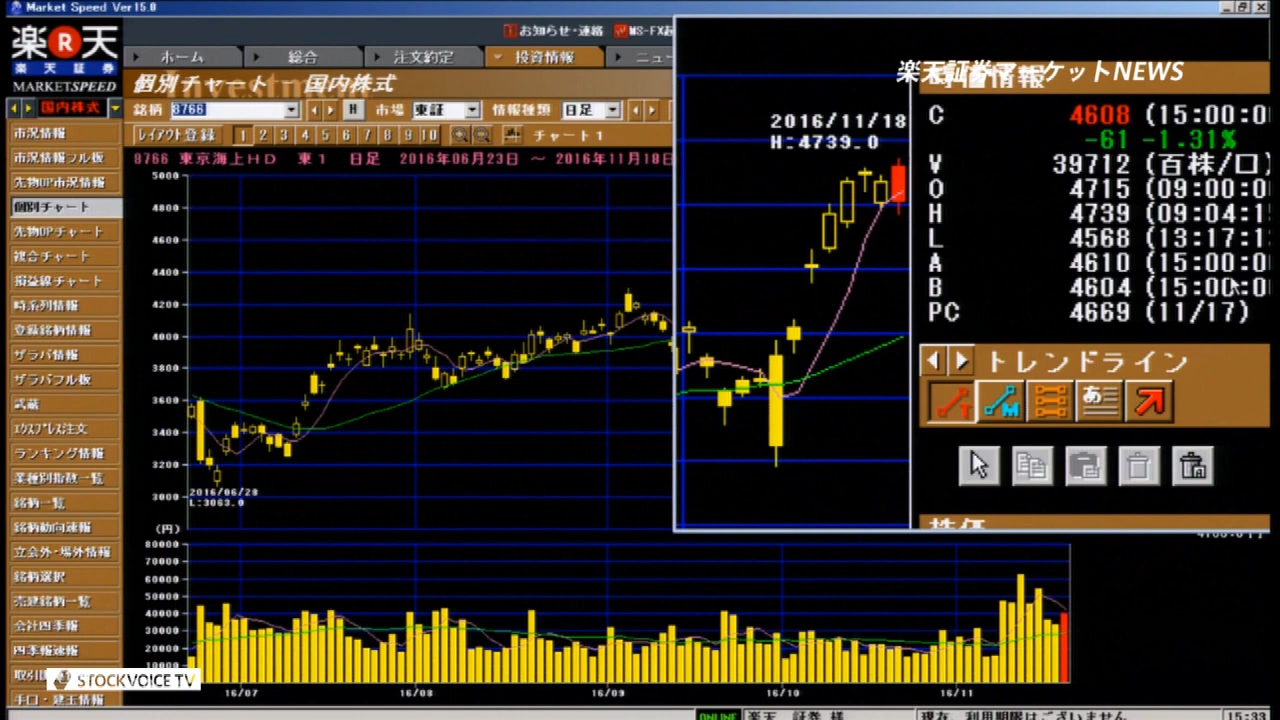 Market Speed Ver15.0
楽R天
楽天証券
MARKETSPEED
国内株式
お知らせ・連絡
ホーム
総合
注文約定
投資情報
ニュー
個別チャート － 国内株式
銘柄 8766
H
市場 東証
情報種類 日足
レイアウト登録
1 2 3 4 5 6 7 8 9 10
チャート1
8766 東京海上HD 東1 日足 2016年06月23日 ～ 2016年11月18日
市況情報
市況情報フル板
先物OP市況情報
個別チャート
先物OPチャート
複合チャート
損益線チャート
時系列情報
登録銘柄情報
ザラバ情報
ザラバフル板
武蔵
エクスプレス注文
ランキング情報
業種別指数一覧
銘柄一覧
銘柄動向速報
立会外・場外情報
銘柄選択
売建銘柄一覧
会社四季報
四季報速報
手口・建玉情報
5000
4800
4600
4400
4200
4000
3800
3600
3400
3200
3000
(円)
2016/06/28
L:3063.0
80000
70000
60000
50000
40000
30000
20000
10000
16/07
16/08
16/09
16/10
16/11
楽天証券マーケットNEWS
2016/11/18
H:4739.0
C 4608 (15:00:0
-61 -1.31%
V 39712 (百株/口)
O 4715 (09:00:0
H 4739 (09:04:1
L 4568 (13:17:1
A 4610 (15:00:0
B 4604 (15:00:0
PC 4669 (11/17)
トレンドライン
T
M
あ
株価
STOCKVOICE TV
ONLINE
楽天 証券 様
現在、利用期限はございません
15:33